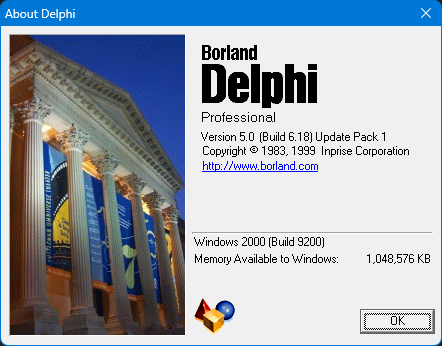 About Delphi
Borland
Delphi
Professional
Version 5.0 (Build 6.18) Update Pack 1
Copyright © 1983, 1999 Inprise Corporation
http://www.borland.com
Windows 2000 (Build 9200)
Memory Available to Windows: 1,048,576 KB
OK